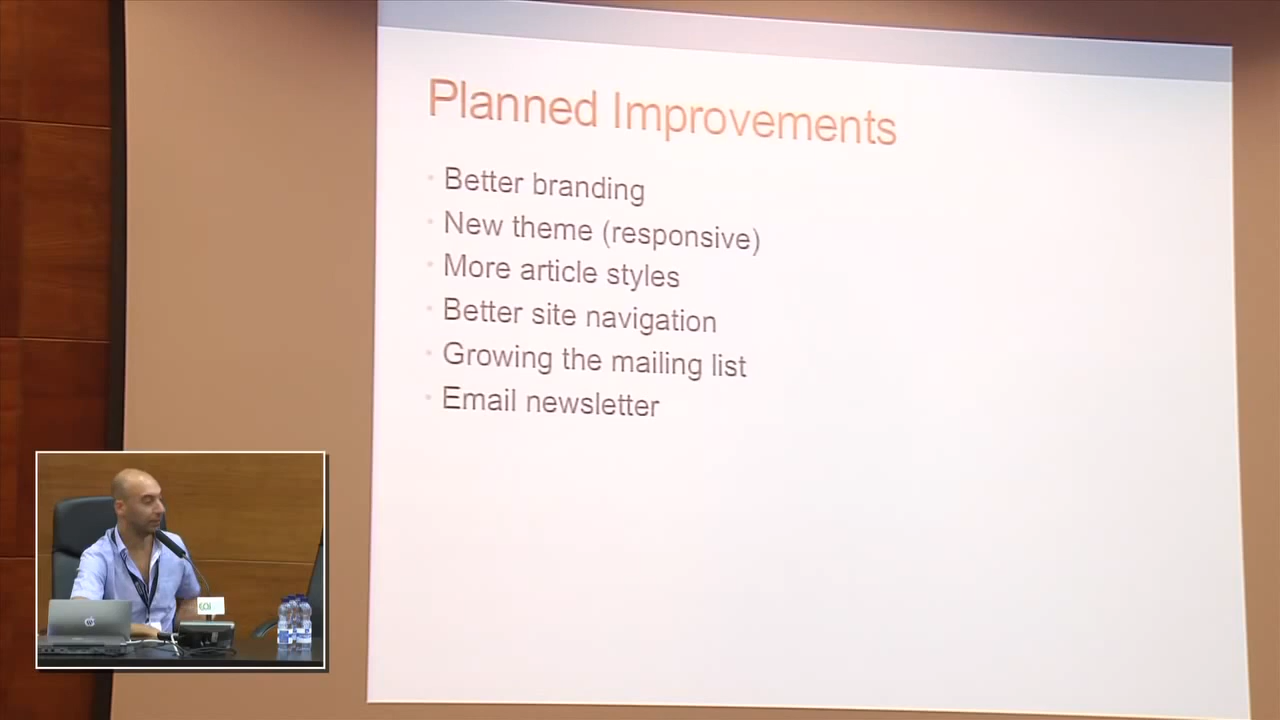 Planned Improvements
Better branding
New theme (responsive)
More article styles
Better site navigation
Growing the mailing list
Email newsletter